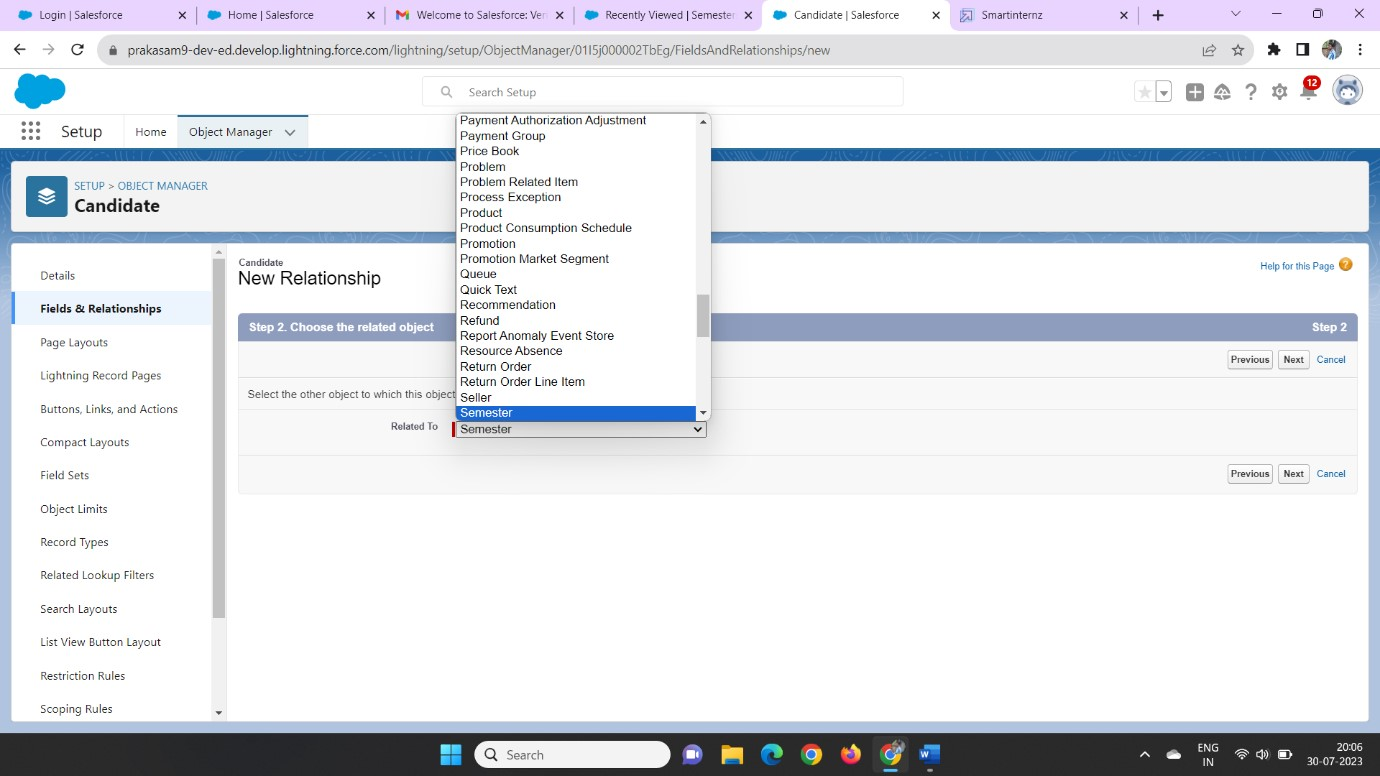 Login | Salesforce
Home | Salesforce
Welcome to Salesforce: Ver
Recently Viewed | Semester
Candidate | Salesforce
Smartinternz
prakasam9-dev-ed.develop.lightning.force.com/lightning/setup/ObjectManager/01I5j000002TbEg/FieldsAndRelationships/new
Search Setup
12
Setup
Home
Object Manager
SETUP > OBJECT MANAGER
Candidate
Details
Fields & Relationships
Page Layouts
Lightning Record Pages
Buttons, Links, and Actions
Compact Layouts
Field Sets
Object Limits
Record Types
Related Lookup Filters
Search Layouts
List View Button Layout
Restriction Rules
Scoping Rules
Candidate
New Relationship
Help for this Page
Step 2. Choose the related object
Step 2
Previous Next Cancel
Select the other object to which this object
Related To
Payment Authorization Adjustment
Payment Group
Price Book
Problem
Problem Related Item
Process Exception
Product
Product Consumption Schedule
Promotion
Promotion Market Segment
Queue
Quick Text
Recommendation
Refund
Report Anomaly Event Store
Resource Absence
Return Order
Return Order Line Item
Seller
Semester
Semester
Previous Next Cancel
Search
ENG
IN
20:06
30-07-2023